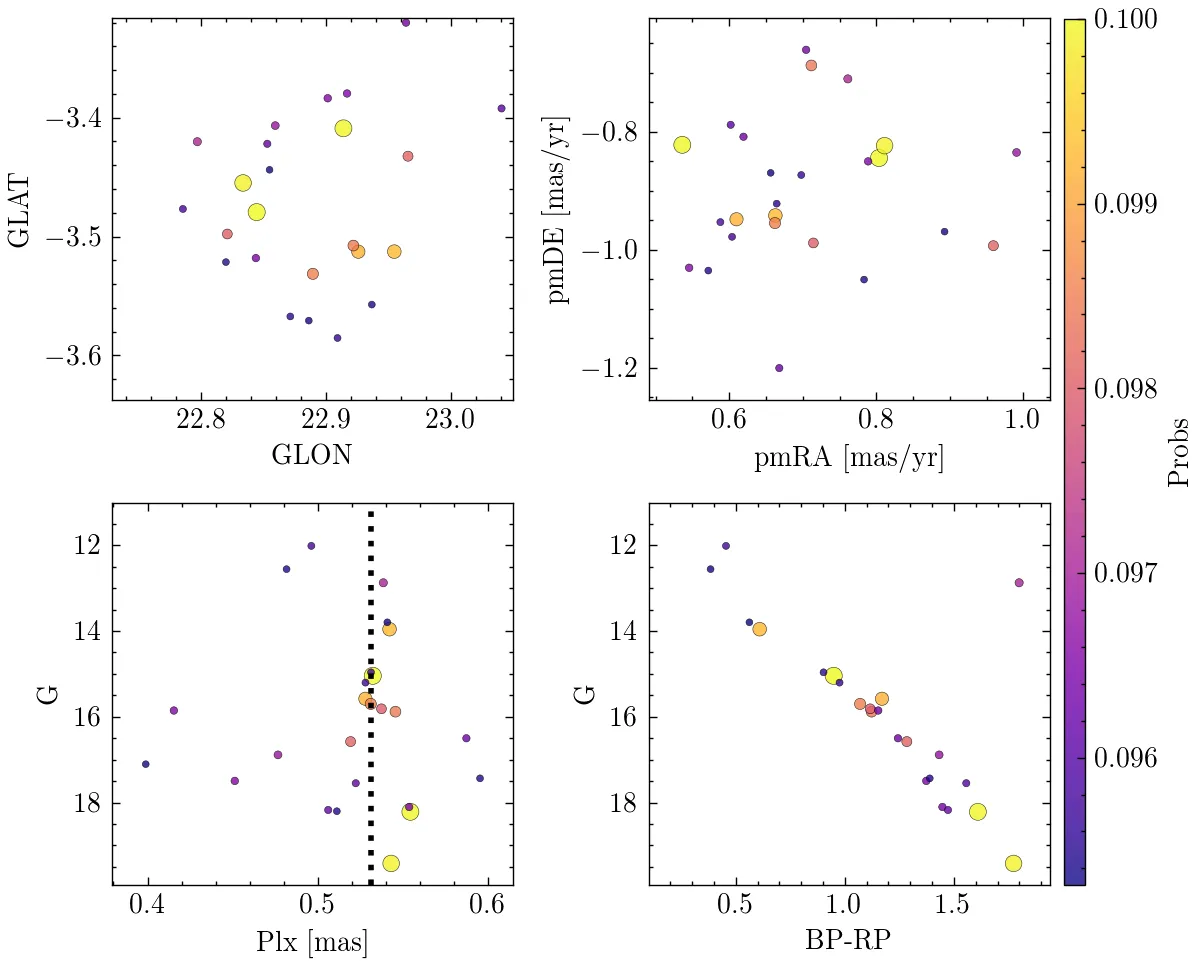 −3.4
−3.5
−3.6
GLAT
22.8 22.9 23.0
GLON
−0.8
−1.0
−1.2
pmDE [mas/yr]
0.6 0.8 1.0
pmRA [mas/yr]
0.100
0.099
0.098
0.097
0.096
Probs
12
14
16
18
G
0.4 0.5 0.6
Plx [mas]
12
14
16
18
G
0.5 1.0 1.5
BP-RP